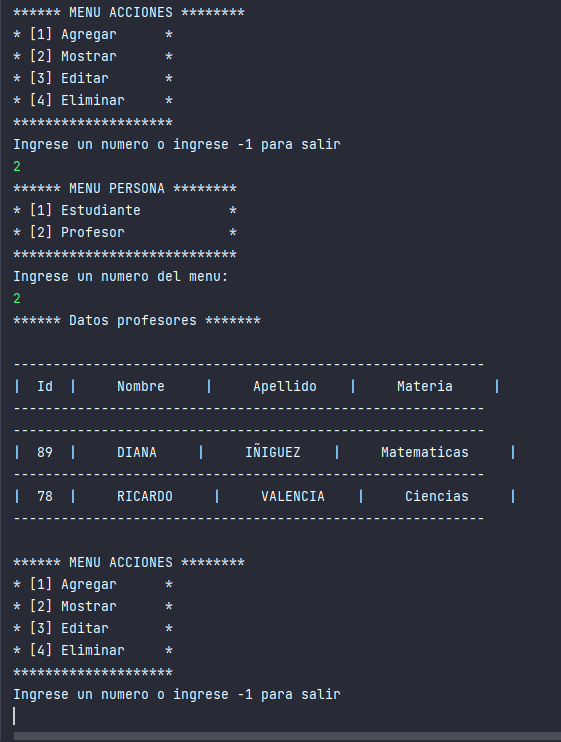 ****** MENU ACCIONES ********
* [1] Agregar      *
* [2] Mostrar      *
* [3] Editar       *
* [4] Eliminar     *
********************
Ingrese un numero o ingrese -1 para salir
2
****** MENU PERSONA ********
* [1] Estudiante           *
* [2] Profesor             *
****************************
Ingrese un numero del menu:
2
****** Datos profesores *******
-----------------------------------------------------------
|  Id  |     Nombre     |     Apellido    |     Materia     |
-----------------------------------------------------------
-----------------------------------------------------------
|  89  |     DIANA     |     IÑIGUEZ    |     Matematicas     |
-----------------------------------------------------------
|  78  |     RICARDO     |     VALENCIA    |     Ciencias     |
-----------------------------------------------------------
****** MENU ACCIONES ********
* [1] Agregar      *
* [2] Mostrar      *
* [3] Editar       *
* [4] Eliminar     *
********************
Ingrese un numero o ingrese -1 para salir